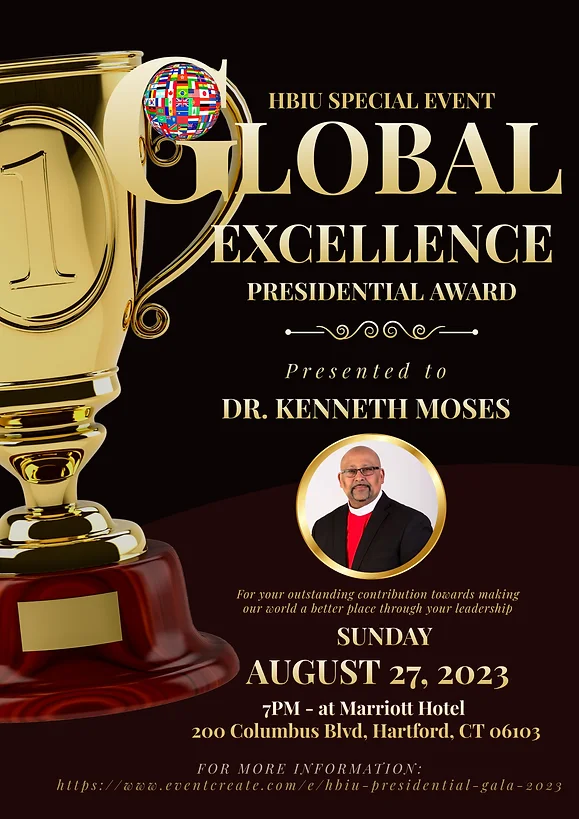 HBIU SPECIAL EVENT
GLOBAL
EXCELLENCE
PRESIDENTIAL AWARD
Presented to
DR. KENNETH MOSES
For your outstanding contribution towards making
our world a better place through your leadership
SUNDAY
AUGUST 27, 2023
7PM - at Marriott Hotel
200 Columbus Blvd, Hartford, CT 06103
FOR MORE INFORMATION:
https://www.eventcreate.com/e/hbiu-presidential-gala-2023
1